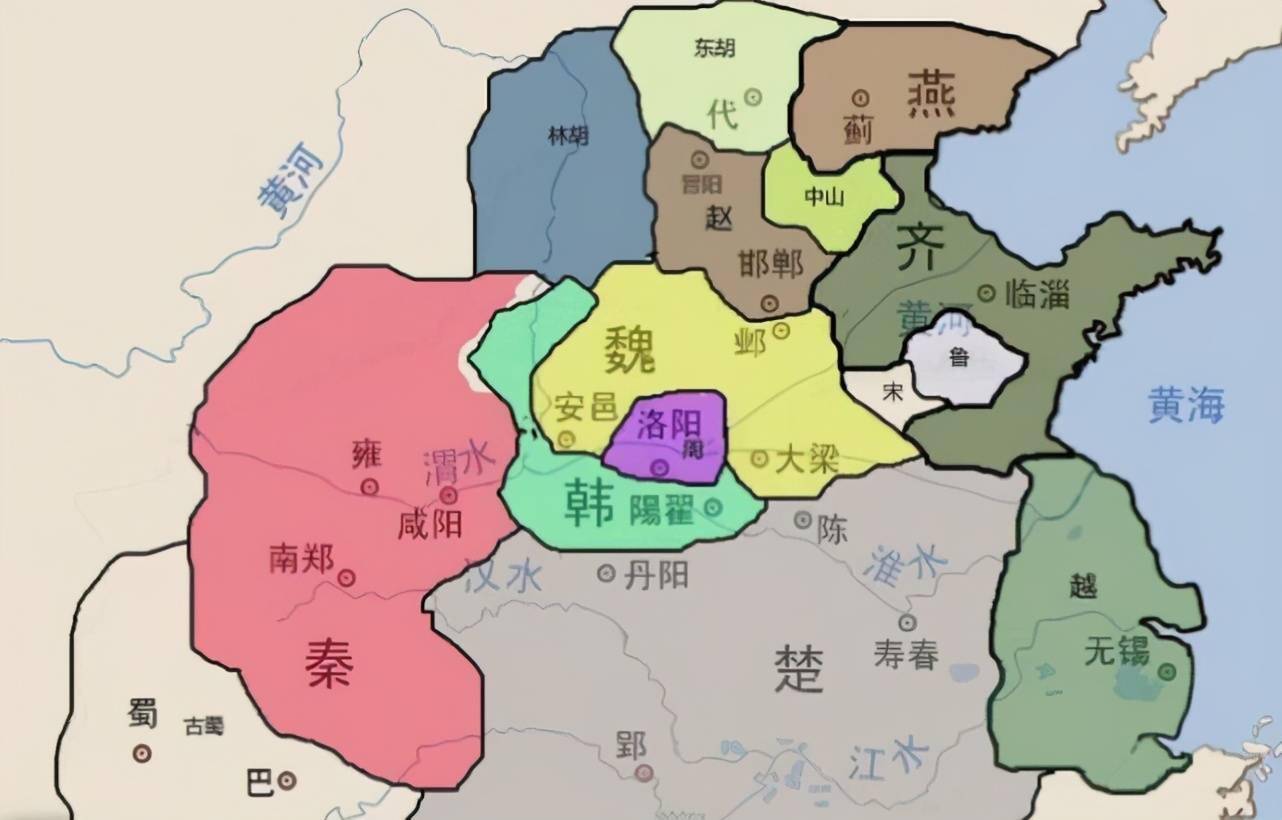 东胡
代
燕
蓟
林胡
黄河
晋阳
赵
中山
邯郸
齐
临淄
黄河
鲁
宋
黄海
魏
邺
安邑
洛阳
周
大梁
雍
渭水
咸阳
韩
陽翟
陈
南郑
汉水
丹阳
淮水
越
寿春
无锡
秦
楚
蜀
古蜀
巴
郢
江水